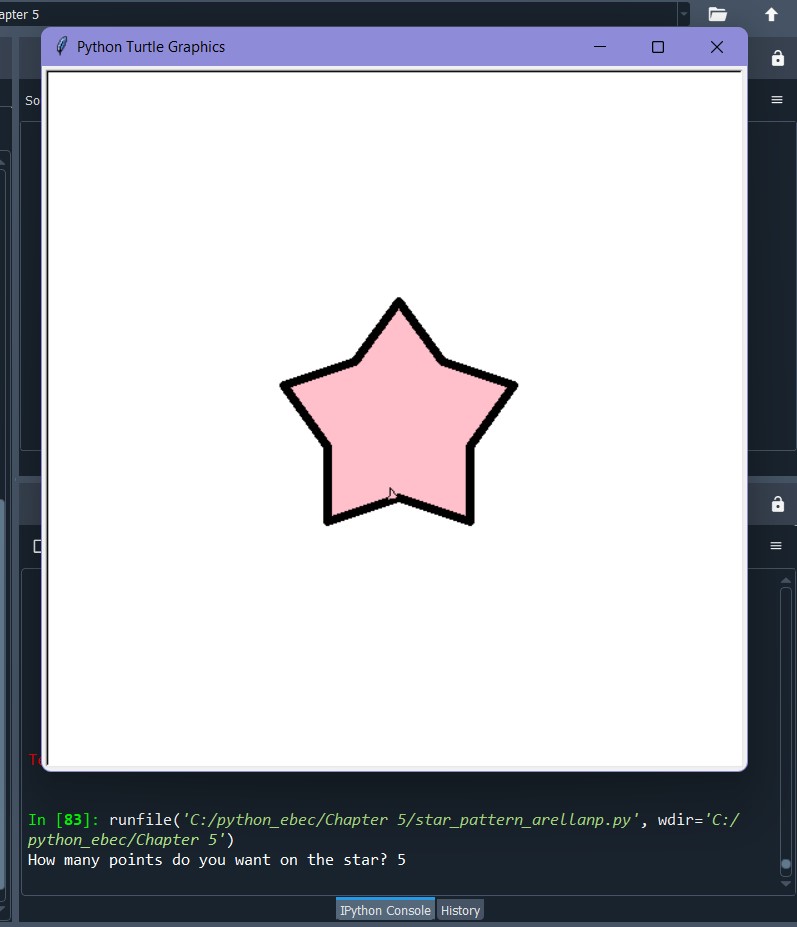 apter 5
Python Turtle Graphics
So
In [83]: runfile('C:/python_ebec/Chapter 5/star_pattern_arellanp.py', wdir='C:/
python_ebec/Chapter 5')
How many points do you want on the star? 5
IPython Console
History